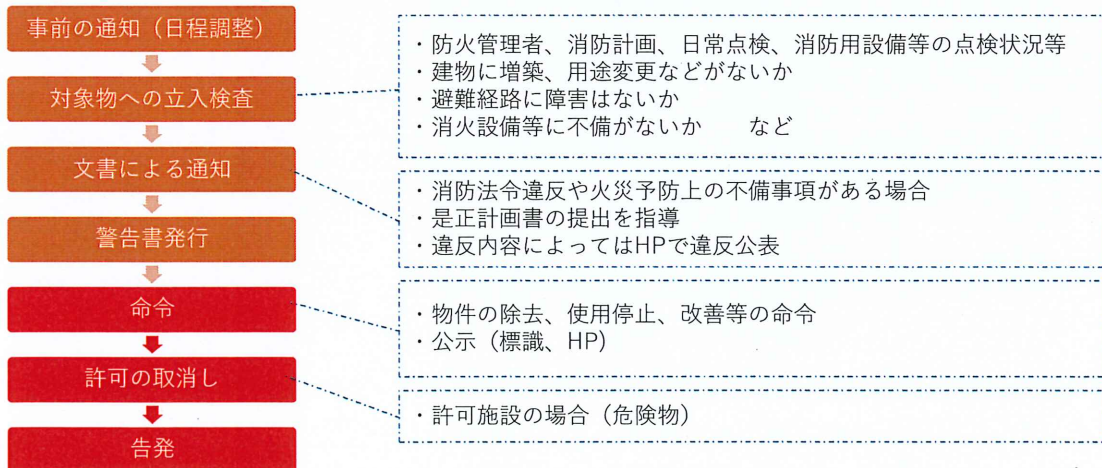 事前の通知（日程調整）
対象物への立入検査
・防火管理者、消防計画、日常点検、消防用設備等の点検状況等
・建物に増築、用途変更などがないか
・避難経路に障害はないか
・消火設備等に不備がないか　　など
文書による通知
・消防法令違反や火災予防上の不備事項がある場合
・是正計画書の提出を指導
・違反内容によってはHPで違反公表
警告書発行
命令
・物件の除去、使用停止、改善等の命令
・公示（標識、HP）
許可の取消し
・許可施設の場合（危険物）
告発